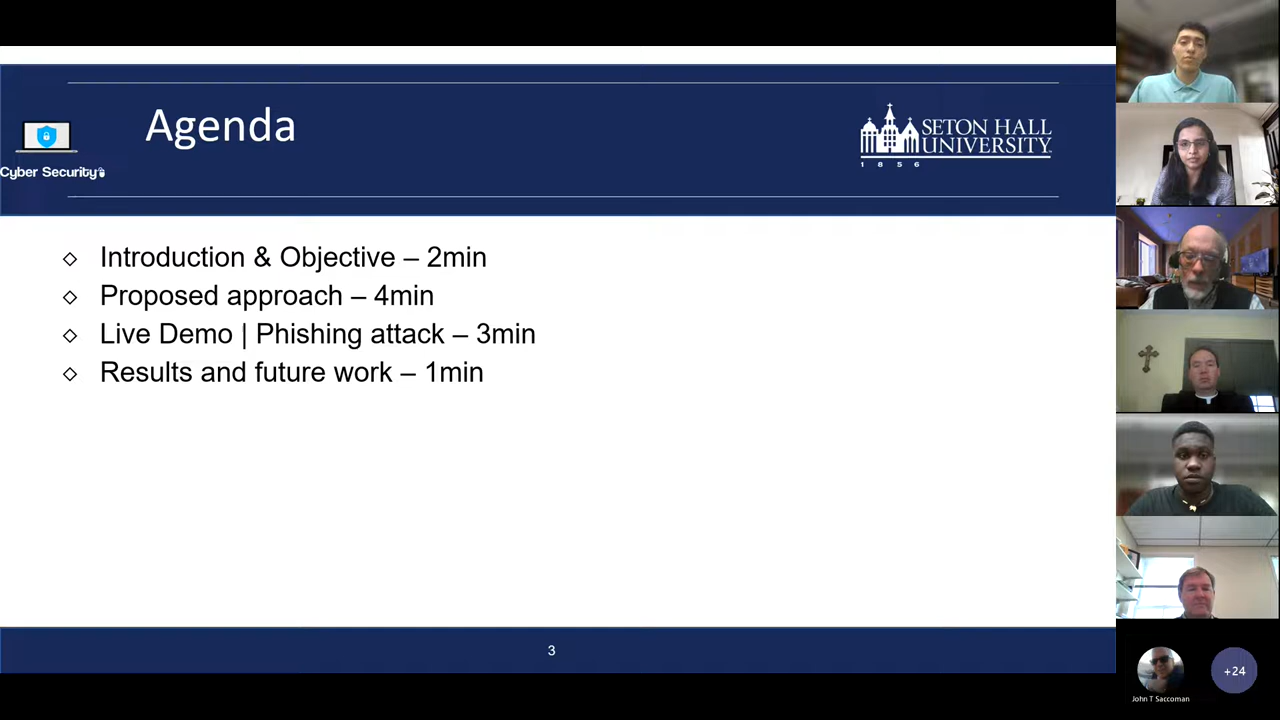 Agenda
Cyber Security
SETON HALL
UNIVERSITY
1 8 5 6
Introduction & Objective – 2min
Proposed approach – 4min
Live Demo | Phishing attack – 3min
Results and future work – 1min
3
+24
John T Saccoman